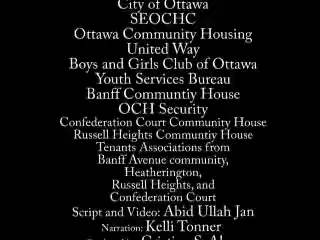 City of Ottawa
SEOCHC
Ottawa Community Housing
United Way
Boys and Girls Club of Ottawa
Youth Services Bureau
Banff Communtiy House
OCH Security
Confederation Court Community House
Russell Heights Communtiy House
Tenants Associations from
Banff Avenue community,
Heatherington,
Russell Heights, and
Confederation Court
Script and Video: Abid Ullah Jan
Narration: Kelli Tonner